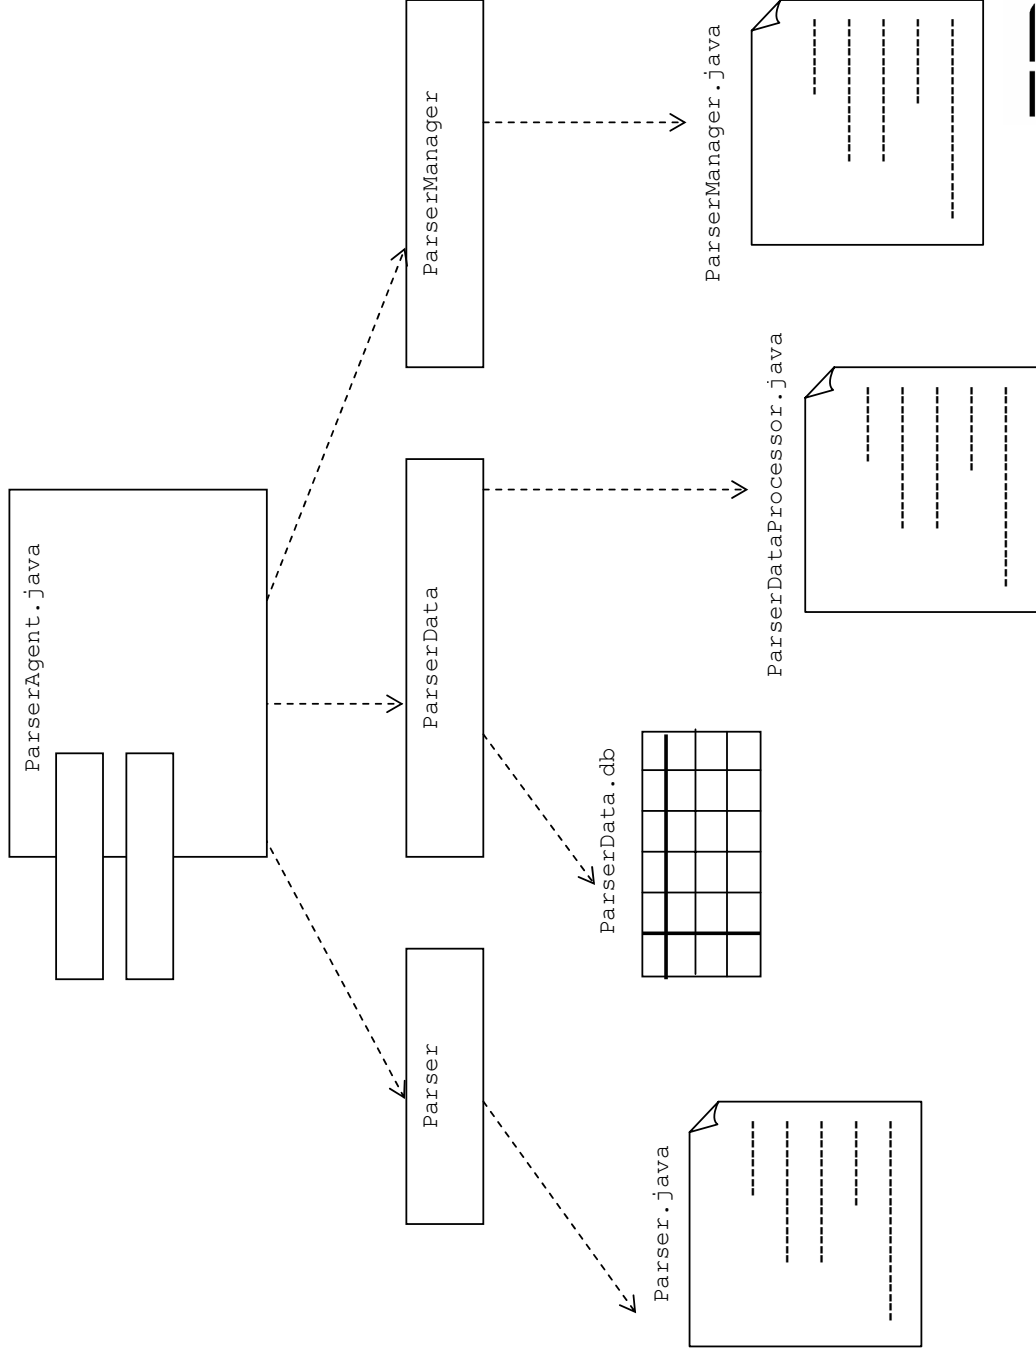 ParserAgent.java
Parser
ParserData
ParserManager
Parser.java
ParserData.db
ParserDataProcessor.java
ParserManager.java